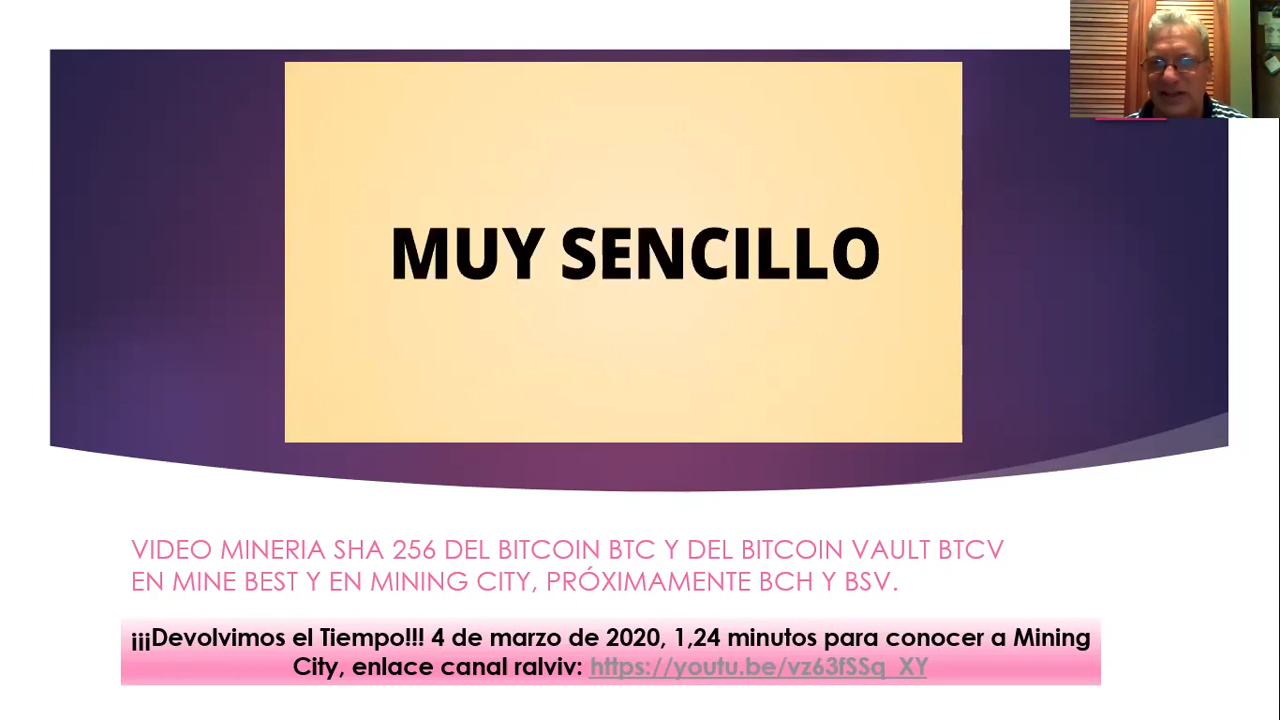 MUY SENCILLO
VIDEO MINERIA SHA 256 DEL BITCOIN BTC Y DEL BITCOIN VAULT BTCV
EN MINE BEST Y EN MINING CITY, PRÓXIMAMENTE BCH Y BSV.
¡¡¡Devolvimos el Tiempo!!! 4 de marzo de 2020, 1,24 minutos para conocer a Mining
City, enlace canal ralviv: https://youtu.be/vz63fSSq_XY